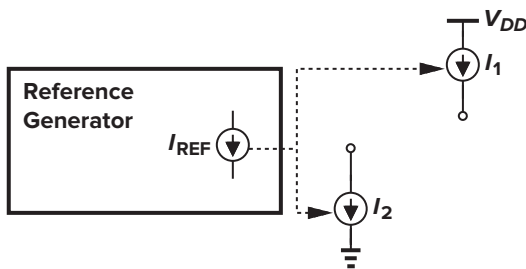 V_DD
I_1
Reference
Generator
I_REF
I_2